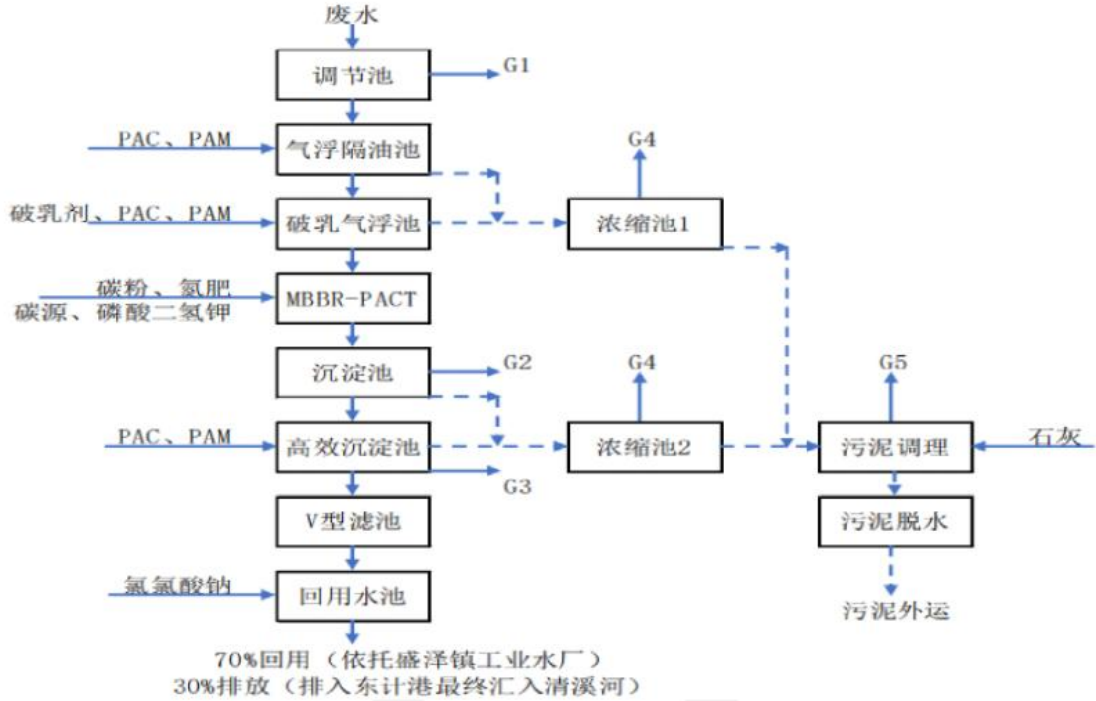 废水
调节池
G1
PAC、PAM
气浮隔油池
G4
破乳剂、PAC、PAM
破乳气浮池
浓缩池1
碳粉、氮肥
碳源、磷酸二氢钾
MBBR-PACT
沉淀池
G2
G4
G5
PAC、PAM
高效沉淀池
浓缩池2
污泥调理
石灰
G3
V型滤池
污泥脱水
氯氯酸钠
回用水池
污泥外运
70%回用（依托盛泽镇工业水厂）
30%排放（排入东计港最终汇入清溪河）